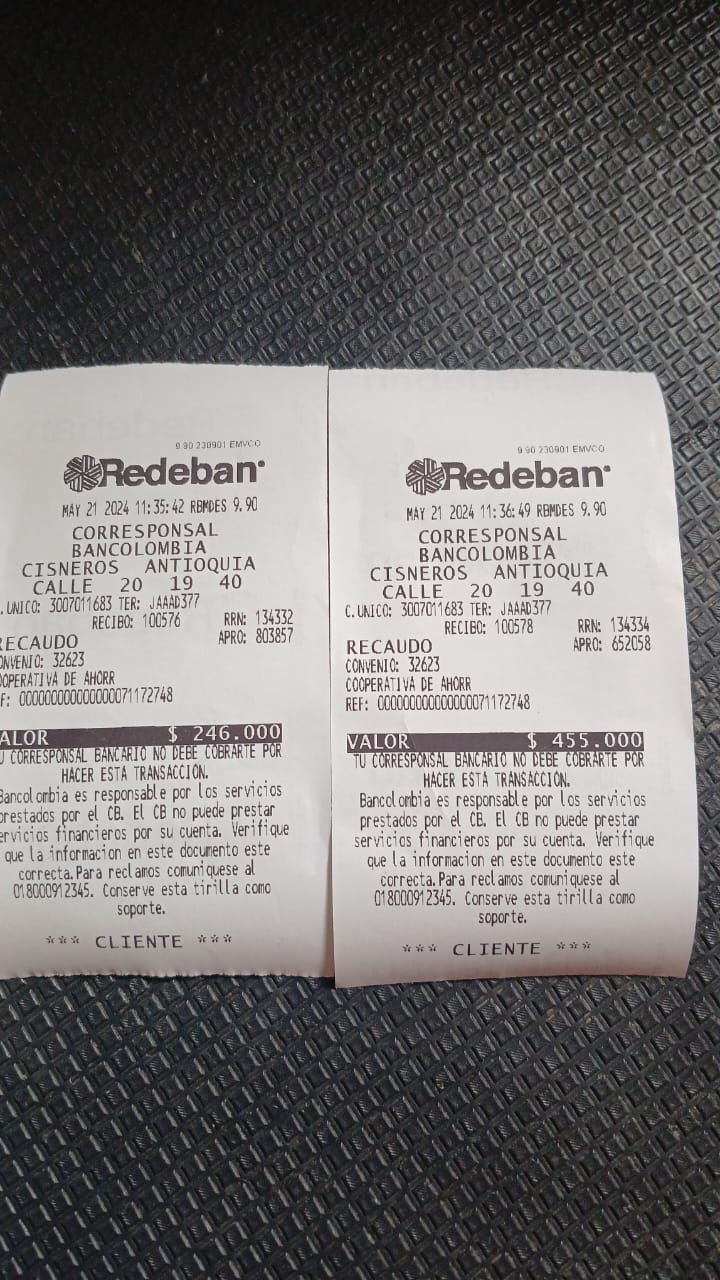 9.90 230901 EMVCO
Redeban
MAY 21 2024 11:35:42 RBMDES 9.90
CORRESPONSAL
BANCOLOMBIA
CISNEROS ANTIOQUIA
CALLE 20 19 40
.UNICO: 3007011683 TER: JAAAD377
RECIBO: 100576 RRN: 134332
APRO: 803857
RECAUDO
ONVENIO: 32623
OOPERATIVA DE AHORR
F: 00000000000000071172748
ALOR $ 246.000
U CORRESPONSAL BANCARIO NO DEBE COBRARTE POR
HACER ESTA TRANSACCIÓN.
Bancolombia es responsable por los servicios
prestados por el CB. El CB no puede prestar
ervicios financieros por su cuenta. Verifique
que la informacion en este documento este
correcta.Para reclamos comuniquese al
018000912345. Conserve esta tirilla como
soporte.
*** CLIENTE ***
9.90 230901 EMVCO
Redeban
MAY 21 2024 11:36:49 RBMDES 9.90
CORRESPONSAL
BANCOLOMBIA
CISNEROS ANTIOQUIA
CALLE 20 19 40
C.UNICO: 3007011683 TER: JAAAD377
RECIBO: 100578 RRN: 134334
RECAUDO APRO: 652058
CONVENIO: 32623
COOPERATIVA DE AHORR
REF: 00000000000000071172748
VALOR $ 455.000
TU CORRESPONSAL BANCARIO NO DEBE COBRARTE POR
HACER ESTA TRANSACCIÓN.
Bancolombia es responsable por los servicios
prestados por el CB. El CB no puede prestar
servicios financieros por su cuenta. Verifique
que la informacion en este documento este
correcta.Para reclamos comuniquese al
018000912345. Conserve esta tirilla como
soporte.
*** CLIENTE ***